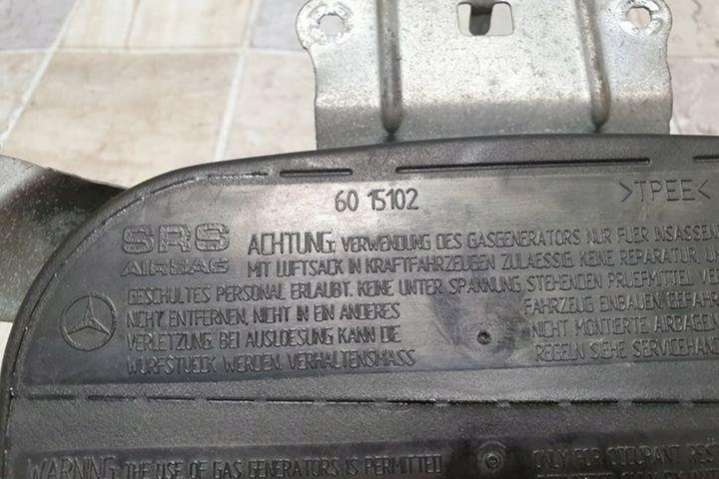 60 15102
>TPEE<
SRS
AIRBAG
ACHTUNG: VERWENDUNG DES GASGENERATORS NUR FUER INSASSEN
MIT LUFTSACK IN KRAFTFAHRZEUGEN ZULAESSIG. KEINE REPARATUR.
GESCHULTES PERSONAL ERLAUBT. KEINE UNTER SPANNUNG STEHENDEN PRUEFMITTEL
NICHT ENTFERNEN, NICHT IN EIN ANDERES FAHRZEUG EINBAUEN!
VERLETZUNG BEI AUSLOESUNG KANN DIE NICHT MONTIERTE AIRBAG
WURFSTUECK WERDEN. VERHALTENSMASS REGELN SIEHE SERVICEHAN
WARNING: THE USE OF GAS GENERATORS IS PERMITTED ONLY FOR OCCUPANT